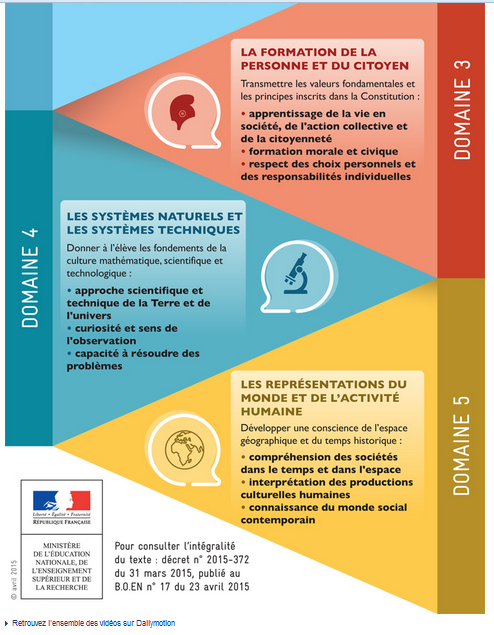 DOMAINE 3
LA FORMATION DE LA
PERSONNE ET DU CITOYEN
Transmettre les valeurs fondamentales et
les principes inscrits dans la Constitution :
• apprentissage de la vie en
société, de l'action collective et
de la citoyenneté
• formation morale et civique
• respect des choix personnels et
des responsabilités individuelles
DOMAINE 4
LES SYSTÈMES NATURELS ET
LES SYSTÈMES TECHNIQUES
Donner à l'élève les fondements de la
culture mathématique, scientifique et
technologique :
• approche scientifique et
technique de la Terre et de
l'univers
• curiosité et sens de
l'observation
• capacité à résoudre des
problèmes
DOMAINE 5
LES REPRÉSENTATIONS DU
MONDE ET DE L'ACTIVITÉ
HUMAINE
Développer une conscience de l'espace
géographique et du temps historique :
• compréhension des sociétés
dans le temps et dans l'espace
• interprétation des productions
culturelles humaines
• connaissance du monde social
contemporain
Liberté • Égalité • Fraternité
RÉPUBLIQUE FRANÇAISE
MINISTÈRE
DE L'ÉDUCATION
NATIONALE, DE
L'ENSEIGNEMENT
SUPÉRIEUR ET DE
LA RECHERCHE
© avril 2015
Pour consulter l'intégralité
du texte : décret n° 2015-372
du 31 mars 2015, publié au
B.O.EN n° 17 du 23 avril 2015
Retrouvez l'ensemble des vidéos sur Dailymotion